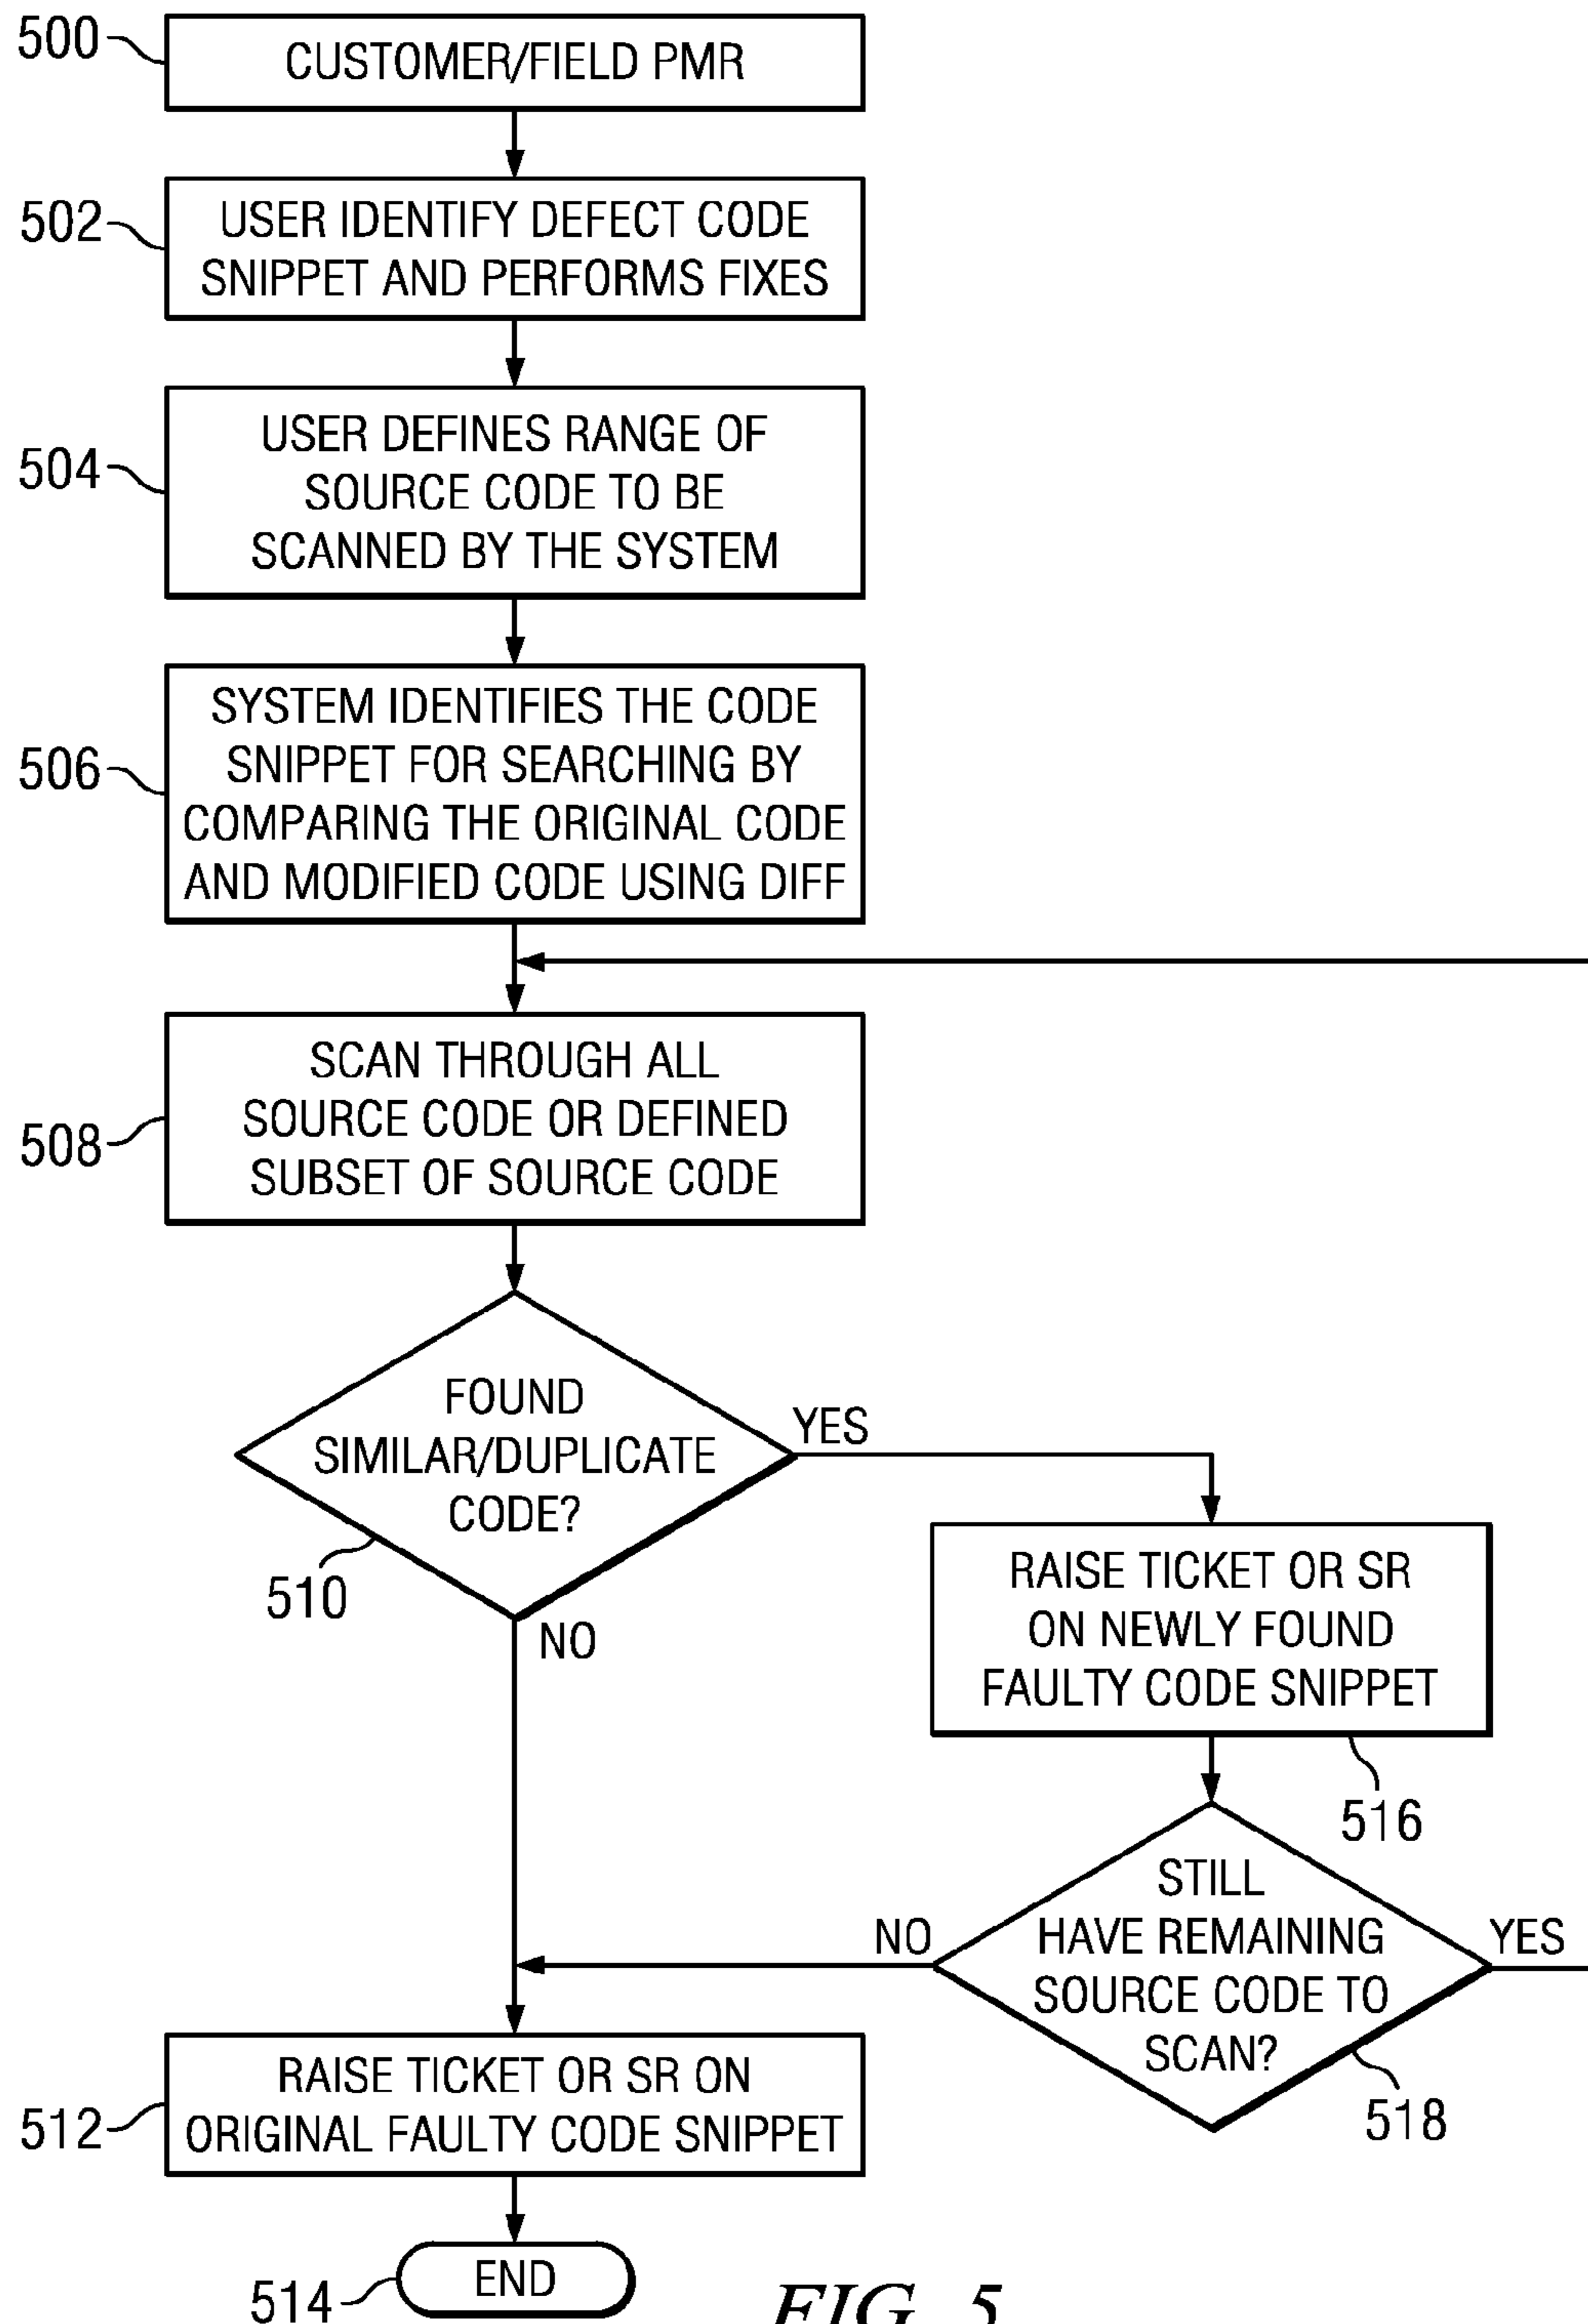 500
CUSTOMER/FIELD PMR
502
USER IDENTIFY DEFECT CODE
SNIPPET AND PERFORMS FIXES
504
USER DEFINES RANGE OF
SOURCE CODE TO BE
SCANNED BY THE SYSTEM
506
SYSTEM IDENTIFIES THE CODE
SNIPPET FOR SEARCHING BY
COMPARING THE ORIGINAL CODE
AND MODIFIED CODE USING DIFF
508
SCAN THROUGH ALL
SOURCE CODE OR DEFINED
SUBSET OF SOURCE CODE
FOUND
SIMILAR/DUPLICATE
CODE?
YES
510
NO
RAISE TICKET OR SR
ON NEWLY FOUND
FAULTY CODE SNIPPET
516
STILL
HAVE REMAINING
SOURCE CODE TO
SCAN?
NO
YES
518
512
RAISE TICKET OR SR ON
ORIGINAL FAULTY CODE SNIPPET
514
END
FIG. 5